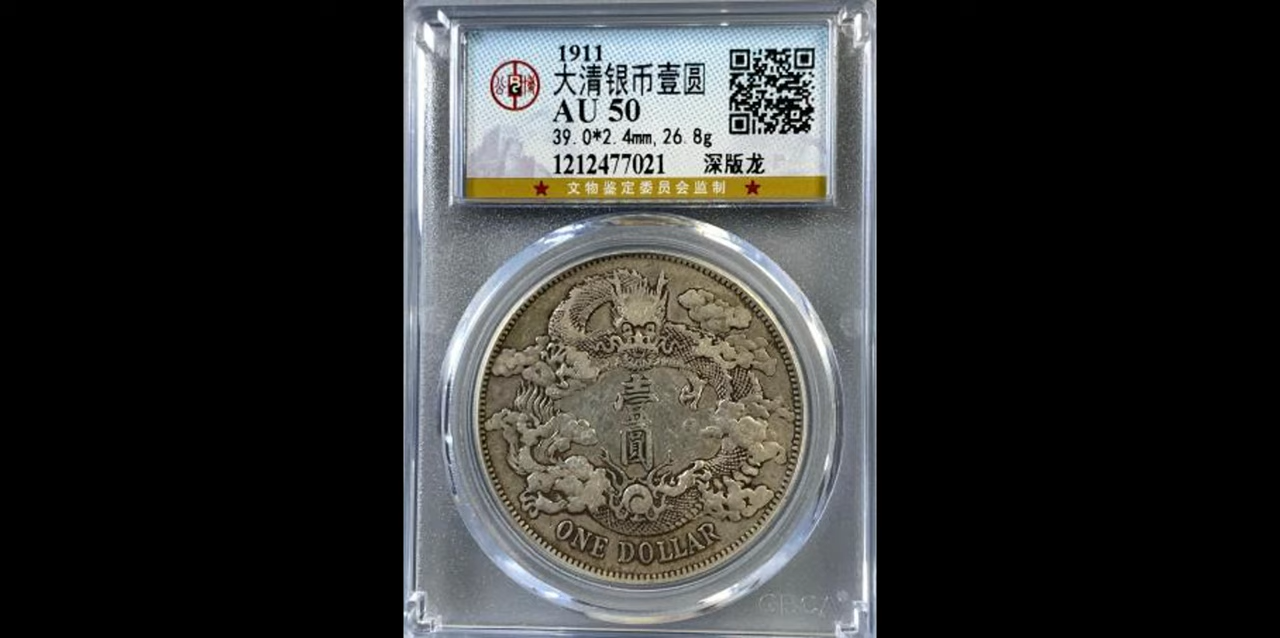 1911
大清银币壹圆
AU 50
39.0*2.4mm, 26.8g
1212477021 深版龙
★ 文物鉴定委员会监制 ★
壹圓
ONE DOLLAR